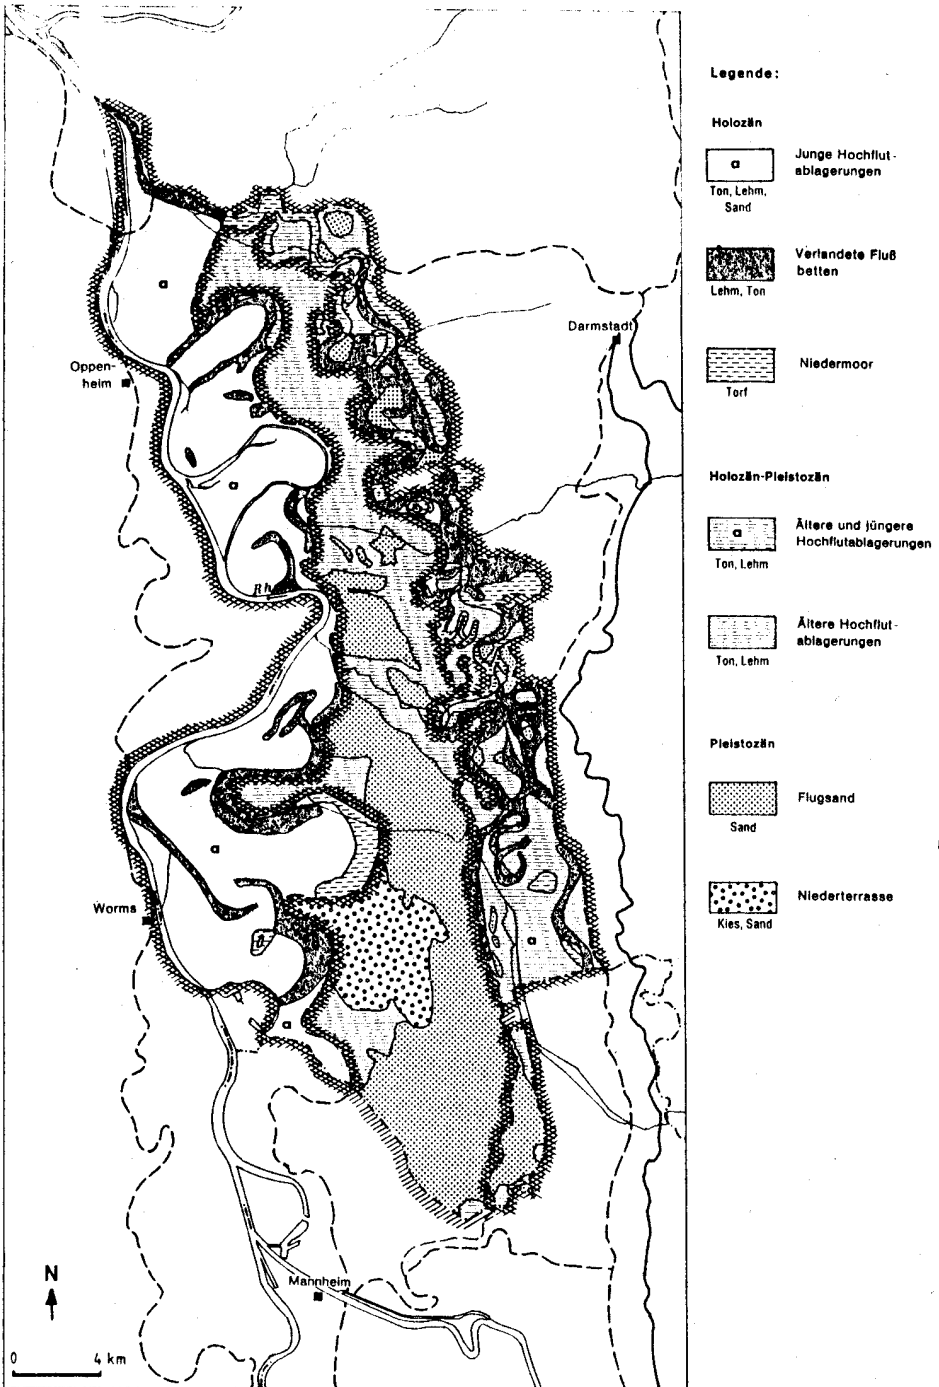 Legende:
Holozän
a
Junge Hochflut-
ablagerungen
Ton, Lehm,
Sand
Verlandete Fluß
betten
Lehm, Ton
Niedermoor
Torf
Holozän-Pleistozän
a
Ältere und jüngere
Hochflutablagerungen
Ton, Lehm
Ältere Hochflut-
ablagerungen
Ton, Lehm
Pleistozän
Flugsand
Sand
Niederterrasse
Kies, Sand
a
Darmstadt
Oppen-
heim
a
Rh.
a
Worms
a
a
Mannheim
N
0 4 km